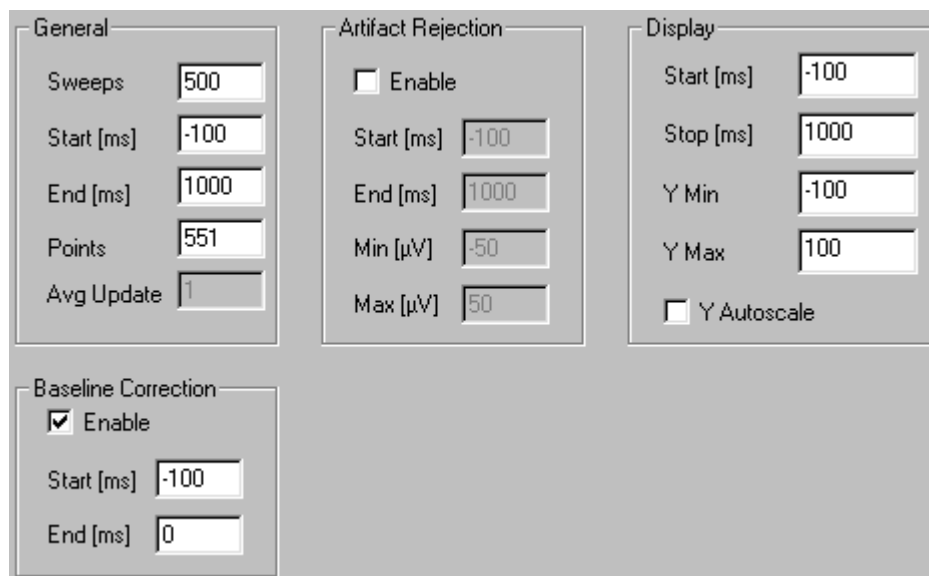 General
Sweeps 500
Start [ms] -100
End [ms] 1000
Points 551
Avg Update 1
Artifact Rejection
Enable
Start [ms] -100
End [ms] 1000
Min [µV] -50
Max [µV] 50
Display
Start [ms] -100
Stop [ms] 1000
Y Min -100
Y Max 100
Y Autoscale
Baseline Correction
Enable
Start [ms] -100
End [ms] 0